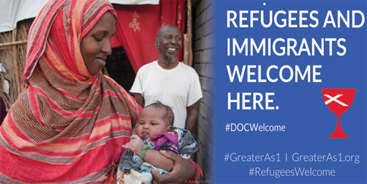 REFUGEES AND
IMMIGRANTS
WELCOME
HERE.
#DOCWelcome
#GreaterAs1 I GreaterAs1.org
#RefugeesWelcome